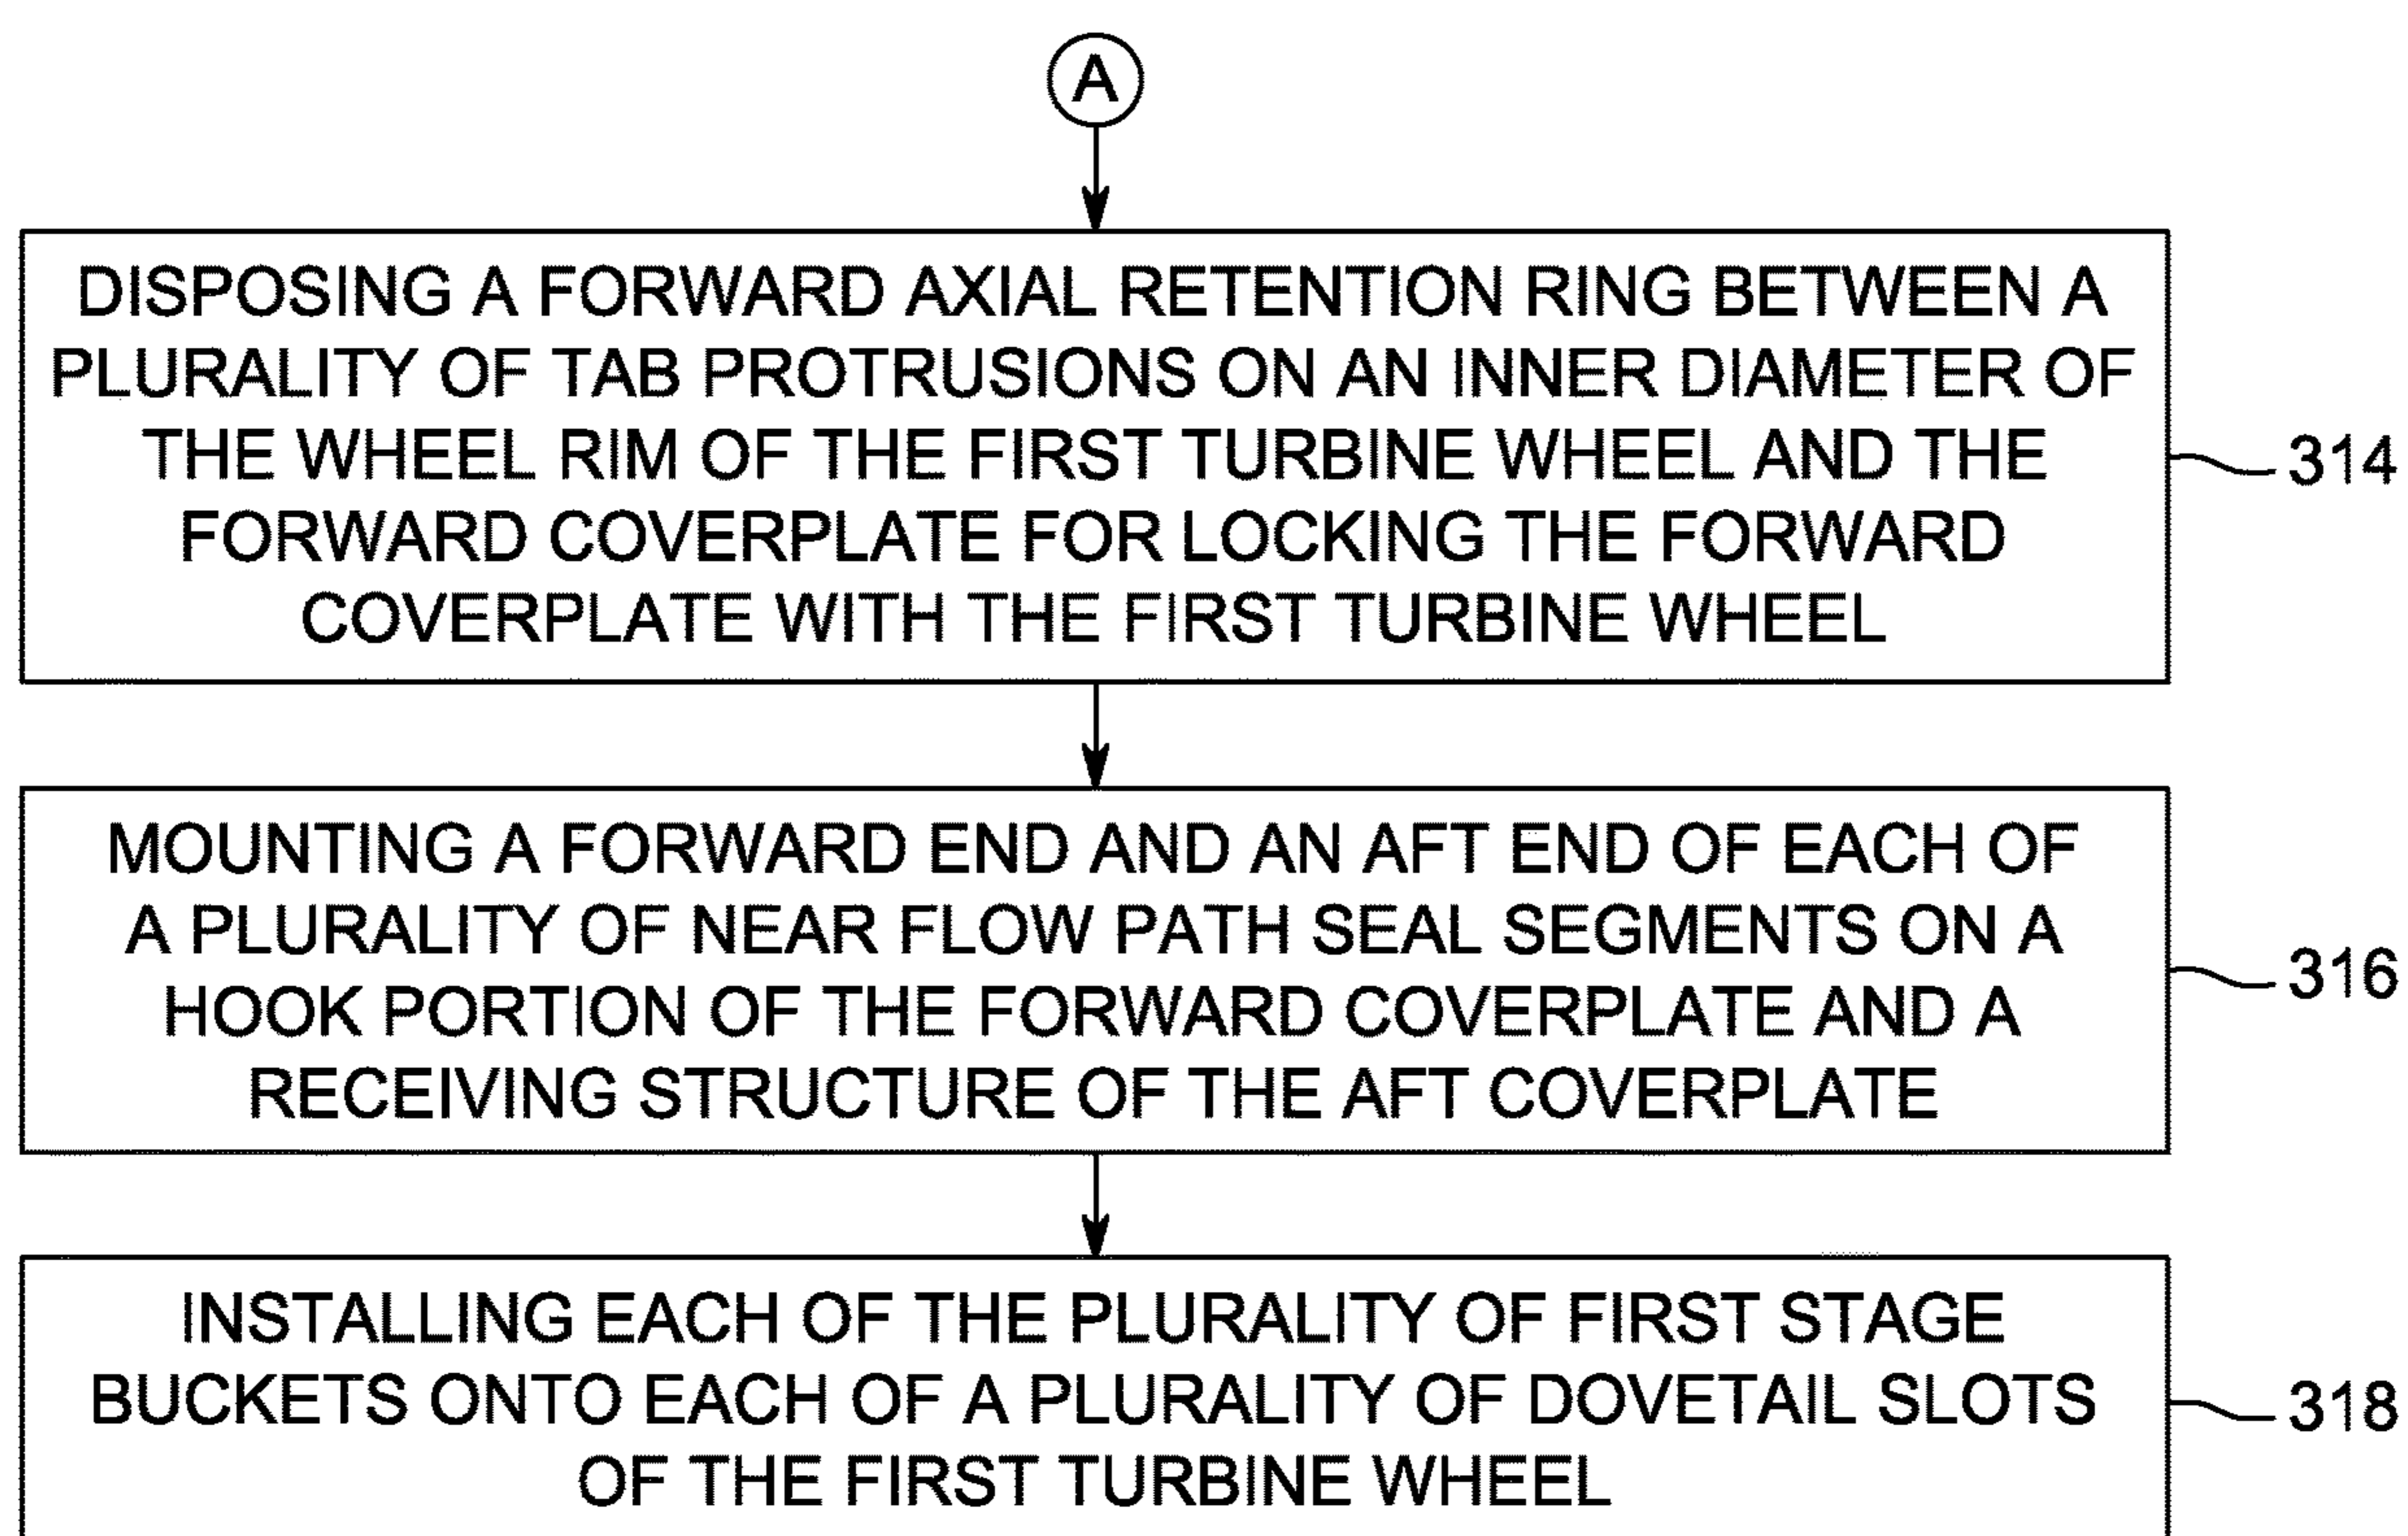 A
DISPOSING A FORWARD AXIAL RETENTION RING BETWEEN A
PLURALITY OF TAB PROTRUSIONS ON AN INNER DIAMETER OF
THE WHEEL RIM OF THE FIRST TURBINE WHEEL AND THE
FORWARD COVERPLATE FOR LOCKING THE FORWARD
COVERPLATE WITH THE FIRST TURBINE WHEEL
314
MOUNTING A FORWARD END AND AN AFT END OF EACH OF
A PLURALITY OF NEAR FLOW PATH SEAL SEGMENTS ON A
HOOK PORTION OF THE FORWARD COVERPLATE AND A
RECEIVING STRUCTURE OF THE AFT COVERPLATE
316
INSTALLING EACH OF THE PLURALITY OF FIRST STAGE
BUCKETS ONTO EACH OF A PLURALITY OF DOVETAIL SLOTS
OF THE FIRST TURBINE WHEEL
318